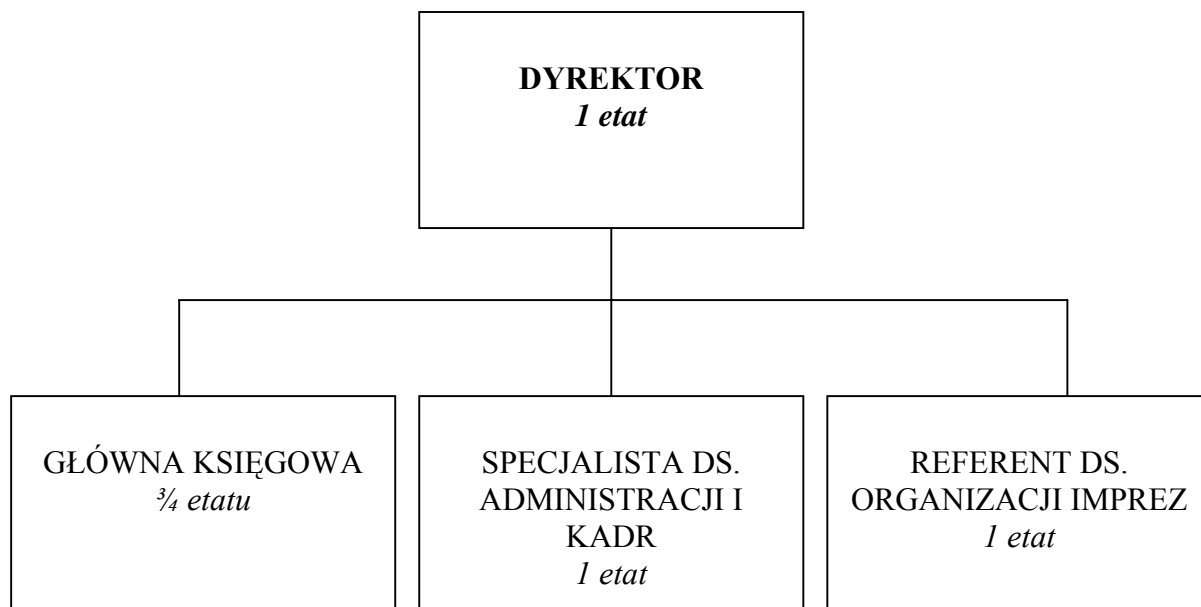 DYREKTOR
1 etat
GŁÓWNA KSIĘGOWA
¾ etatu
SPECJALISTA DS.
ADMINISTRACJI I
KADR
1 etat
REFERENT DS.
ORGANIZACJI IMPREZ
1 etat